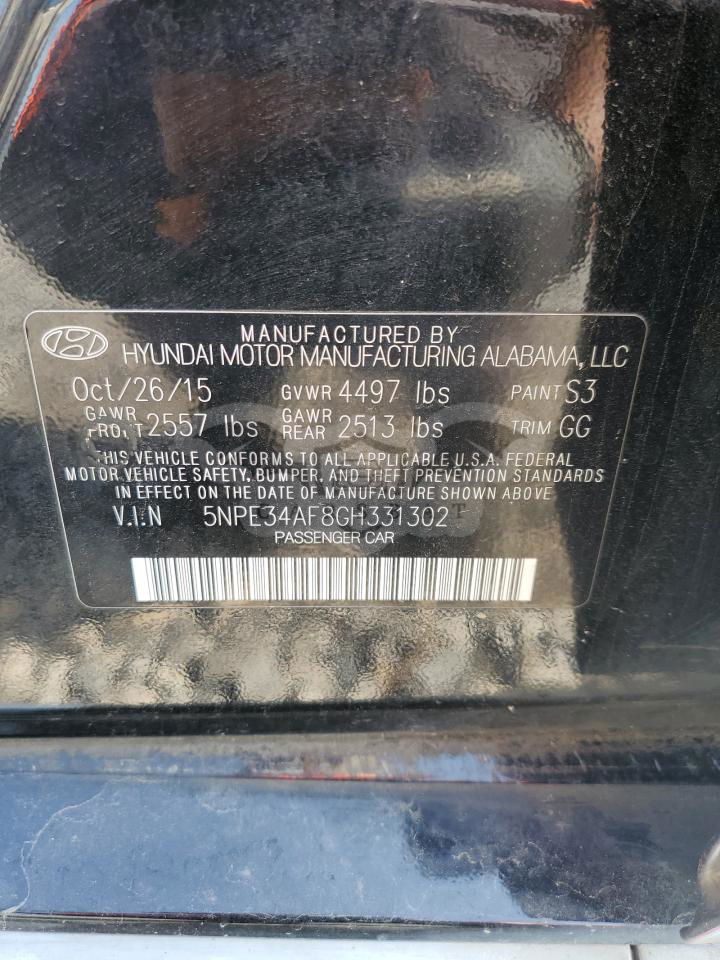 MANUFACTURED BY
HYUNDAI MOTOR MANUFACTURING ALABAMA, LLC
Oct/26/15 GVWR 4497 lbs PAINT S3
GAWR FRONT 2557 lbs GAWR REAR 2513 lbs TRIM GG
THIS VEHICLE CONFORMS TO ALL APPLICABLE U.S.A. FEDERAL
MOTOR VEHICLE SAFETY, BUMPER, AND THEFT PREVENTION STANDARDS
IN EFFECT ON THE DATE OF MANUFACTURE SHOWN ABOVE.
V.I.N 5NPE34AF8GH331302
PASSENGER CAR